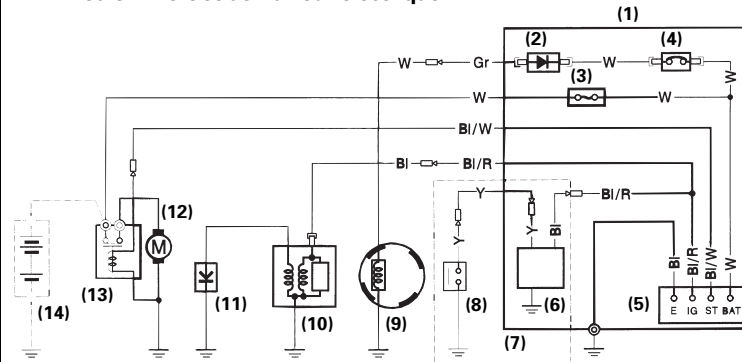 (1)
(2)
(4)
W
Gr
W
(3)
W
W
W
Bl/W
Bl
Bl/R
Y
Bl/R
(12)
Y
Y
Bl
M
Bl
Bl/R
Bl/W
W
(13)
(14)
(11)
(10)
(9)
(8)
(6)
(5)
E IG ST BAT
(7)